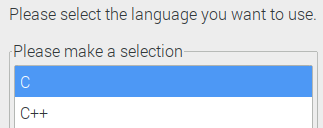 Please select the language you want to use.
Please make a selection
C
C++